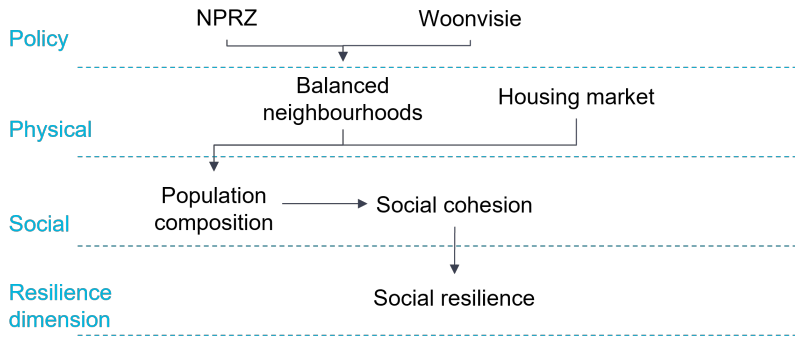 NPRZ
Woonvisie
Policy
Balanced
neighbourhoods
Housing market
Physical
Population
composition
Social cohesion
Social
Resilience
dimension
Social resilience